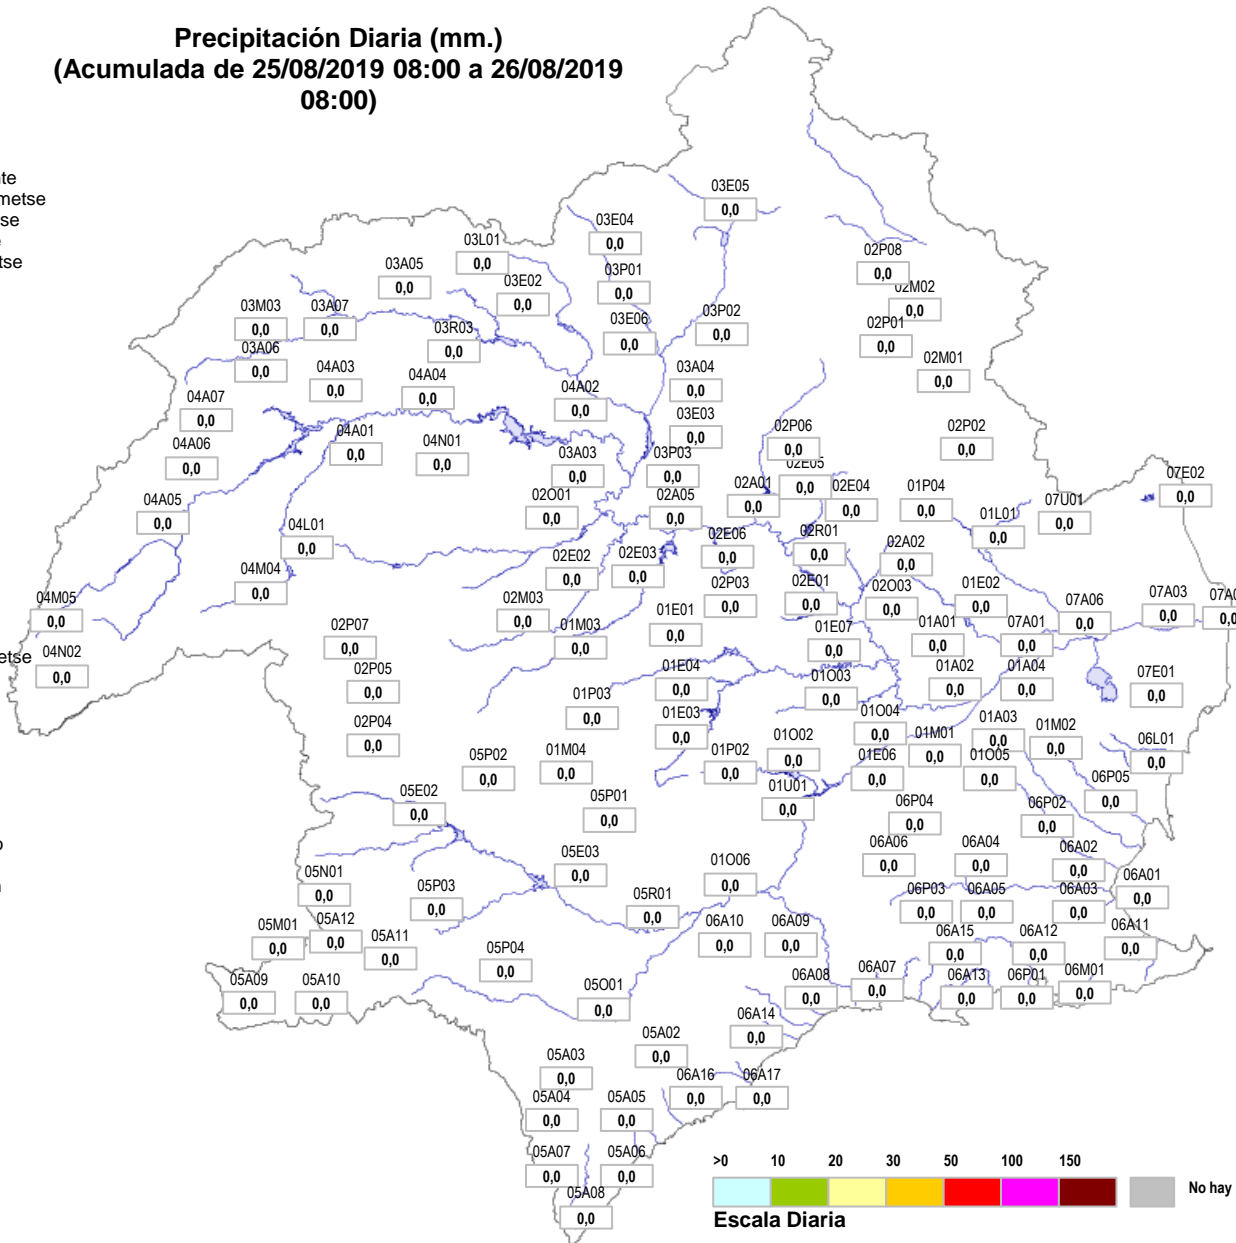 Precipitación Diaria (mm.)
(Acumulada de 25/08/2019 08:00 a 26/08/2019
08:00)
metse
03E05
0,0
03E04
0,0
03L01
0,0
02P08
0,0
03A05
0,0
03P01
0,0
03E02
0,0
02M02
0,0
03M03
0,0
03A07
0,0
03P02
0,0
03E06
0,0
03R03
0,0
02P01
0,0
03A06
0,0
02M01
0,0
04A03
0,0
03A04
0,0
04A04
0,0
04A02
0,0
04A07
0,0
03E03
0,0
04A01
0,0
02P06
0,0
02P02
0,0
04N01
0,0
04A06
0,0
03A03
0,0
03P03
0,0
02E05
0,0
07E02
0,0
02A01
0,0
02E04
0,0
01P04
0,0
04A05
0,0
02O01
0,0
02A05
0,0
07U01
0,0
01L01
0,0
04L01
0,0
02E06
0,0
02R01
0,0
02A02
0,0
02E02
0,0
02E03
0,0
04M04
0,0
02P03
0,0
02E01
0,0
02O03
0,0
01E02
0,0
04M05
0,0
02M03
0,0
01E01
0,0
07A06
0,0
07A03
0,0
07A0
0,0
02P07
0,0
01M03
0,0
01E07
0,0
01A01
0,0
07A01
0,0
etse
04N02
0,0
02P05
0,0
01E04
0,0
01O03
0,0
01A02
0,0
01A04
0,0
07E01
0,0
01P03
0,0
02P04
0,0
01E03
0,0
01O04
0,0
01A03
0,0
01M02
0,0
01M01
0,0
01O02
0,0
06L01
0,0
05P02
0,0
01M04
0,0
01P02
0,0
01E06
0,0
01O05
0,0
05E02
0,0
05P01
0,0
01U01
0,0
06P05
0,0
06P04
0,0
06P02
0,0
05E03
0,0
01O06
0,0
06A06
0,0
06A04
0,0
06A02
0,0
05N01
0,0
05P03
0,0
05R01
0,0
06P03
0,0
06A05
0,0
06A03
0,0
06A01
0,0
05M01
0,0
05A12
0,0
05A11
0,0
06A10
0,0
06A09
0,0
06A15
0,0
06A12
0,0
06A11
0,0
05P04
0,0
05A09
0,0
05A10
0,0
05O01
0,0
06A08
0,0
06A07
0,0
06A13
0,0
06P01
0,0
06M01
0,0
06A14
0,0
05A02
0,0
05A03
0,0
06A16
0,0
06A17
0,0
05A04
0,0
05A05
0,0
05A07
0,0
05A06
0,0
05A08
0,0
>0 10 20 30 50 100 150
No hay
Escala Diaria